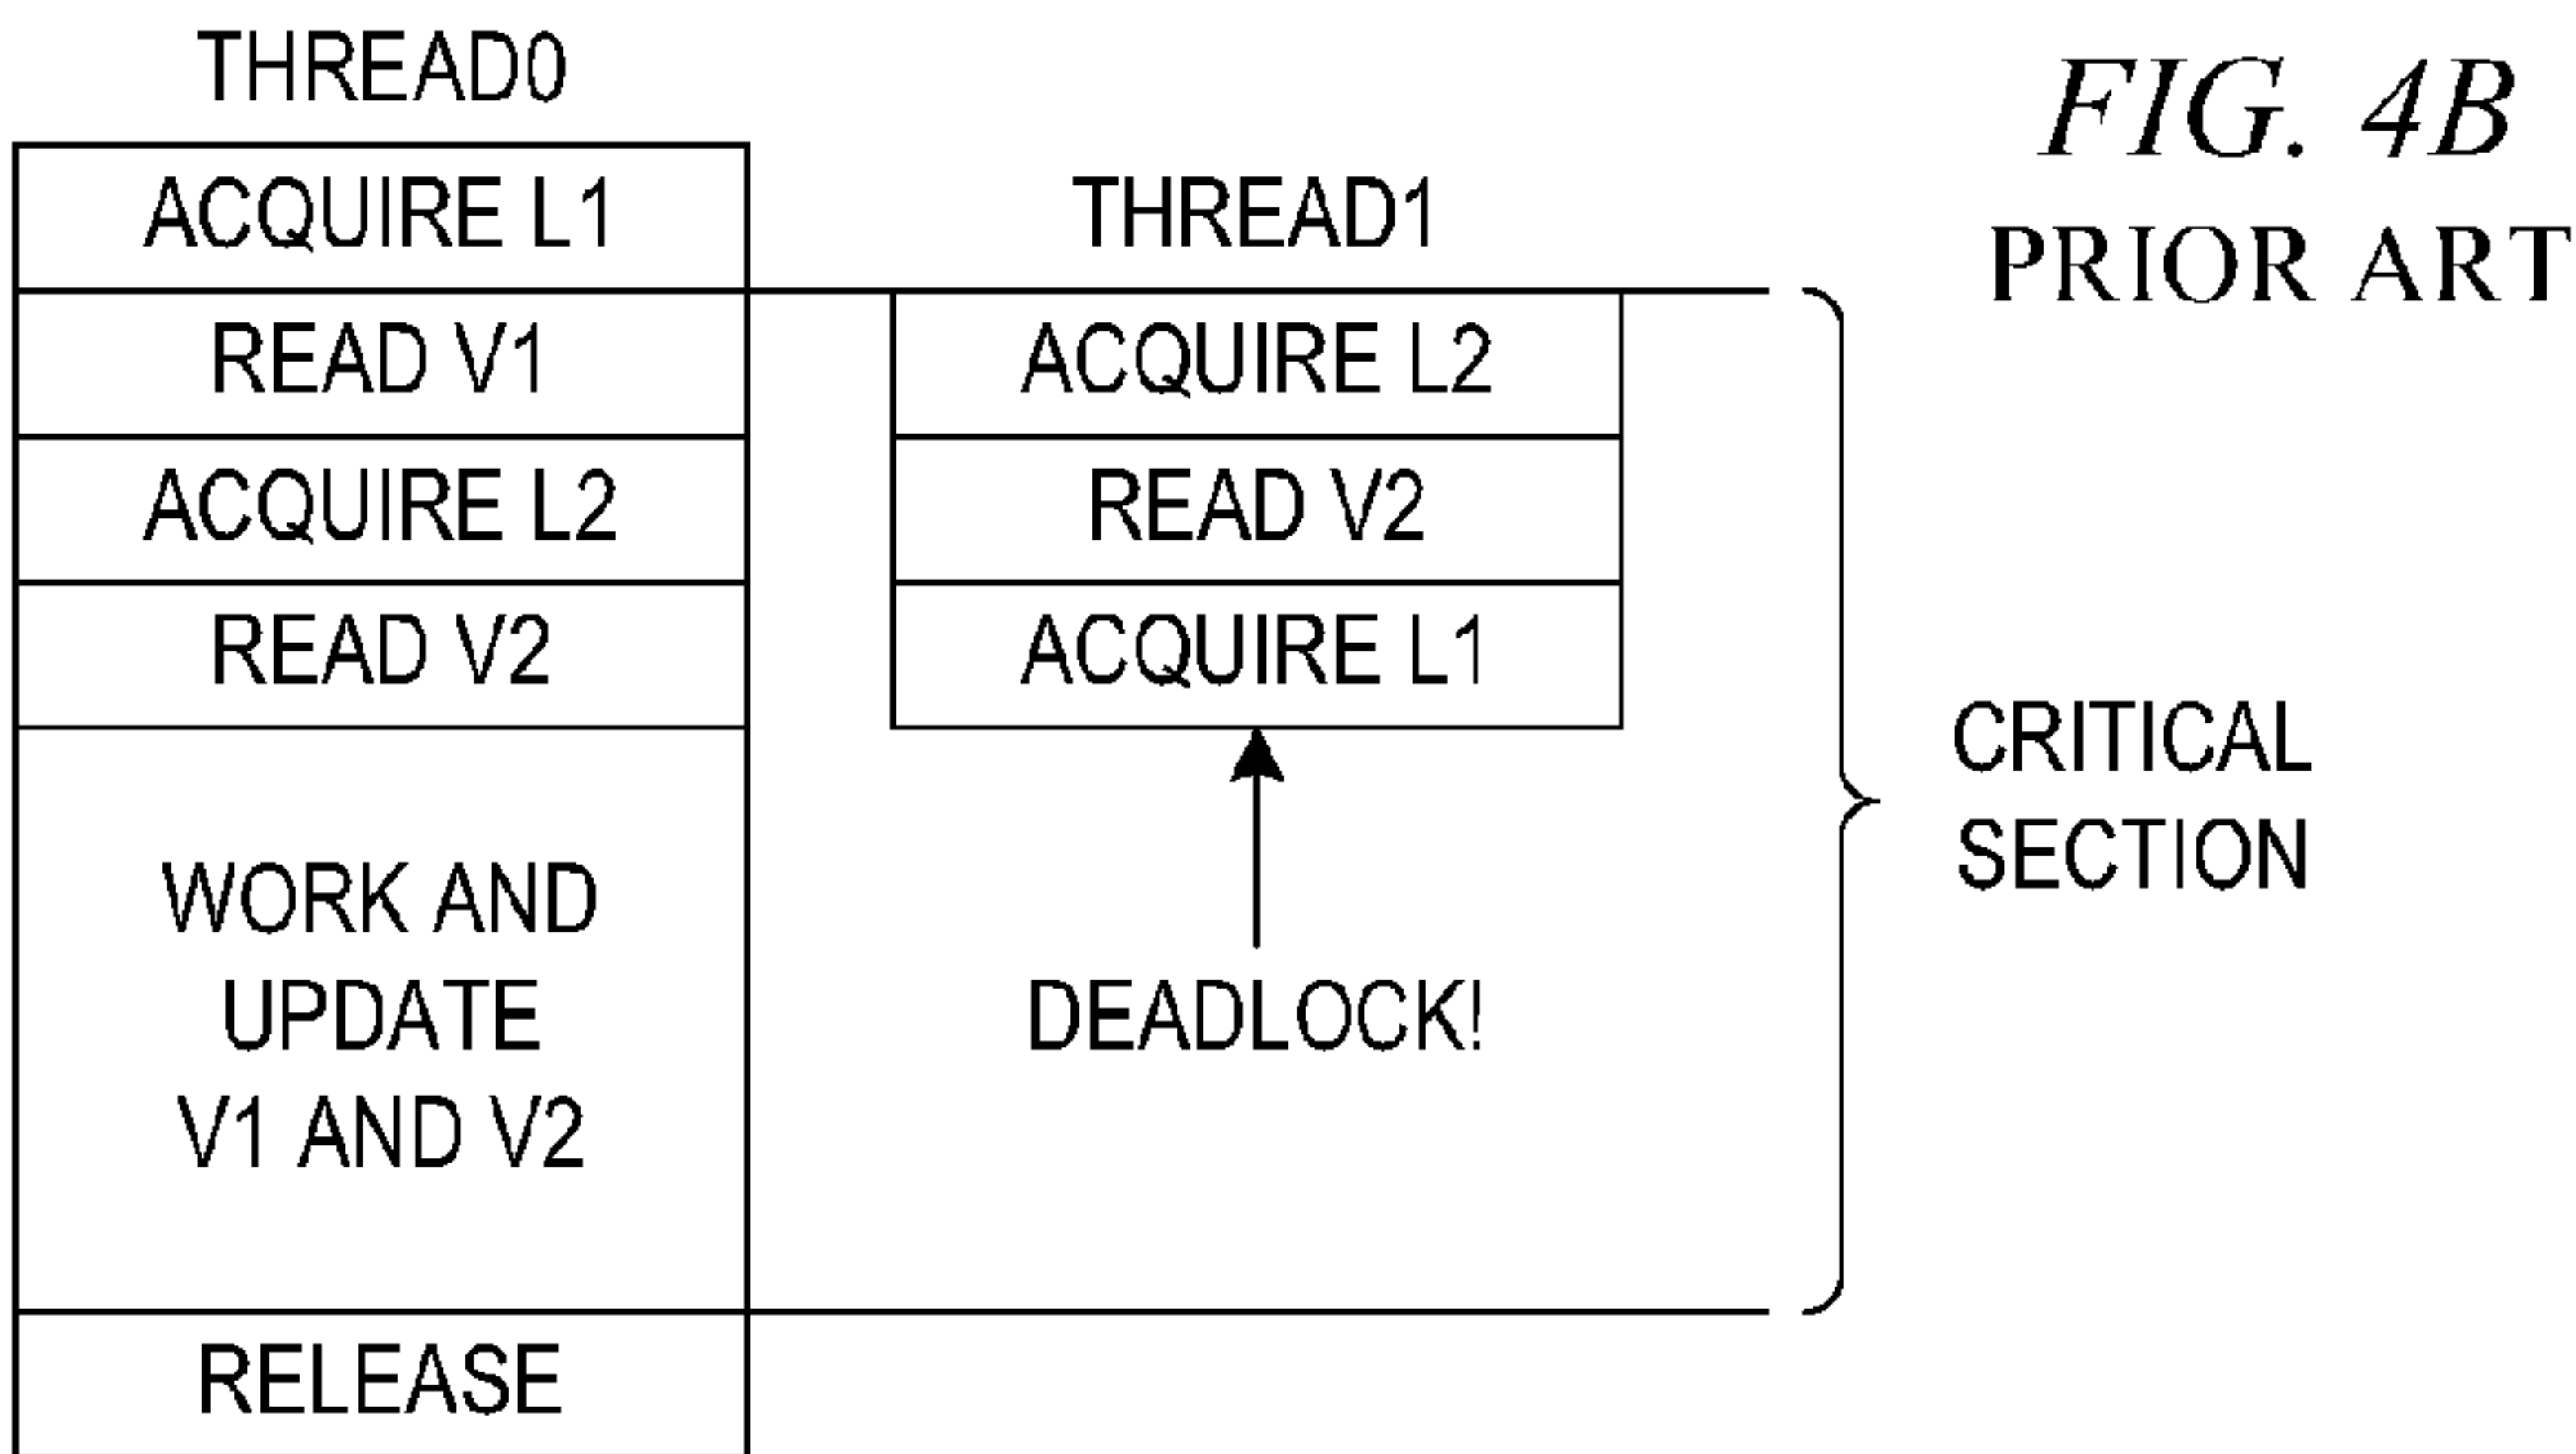 THREAD0
ACQUIRE L1
READ V1
ACQUIRE L2
READ V2
WORK AND
UPDATE
V1 AND V2
RELEASE
THREAD1
ACQUIRE L2
READ V2
ACQUIRE L1
DEADLOCK!
CRITICAL
SECTION
FIG. 4B
PRIOR ART